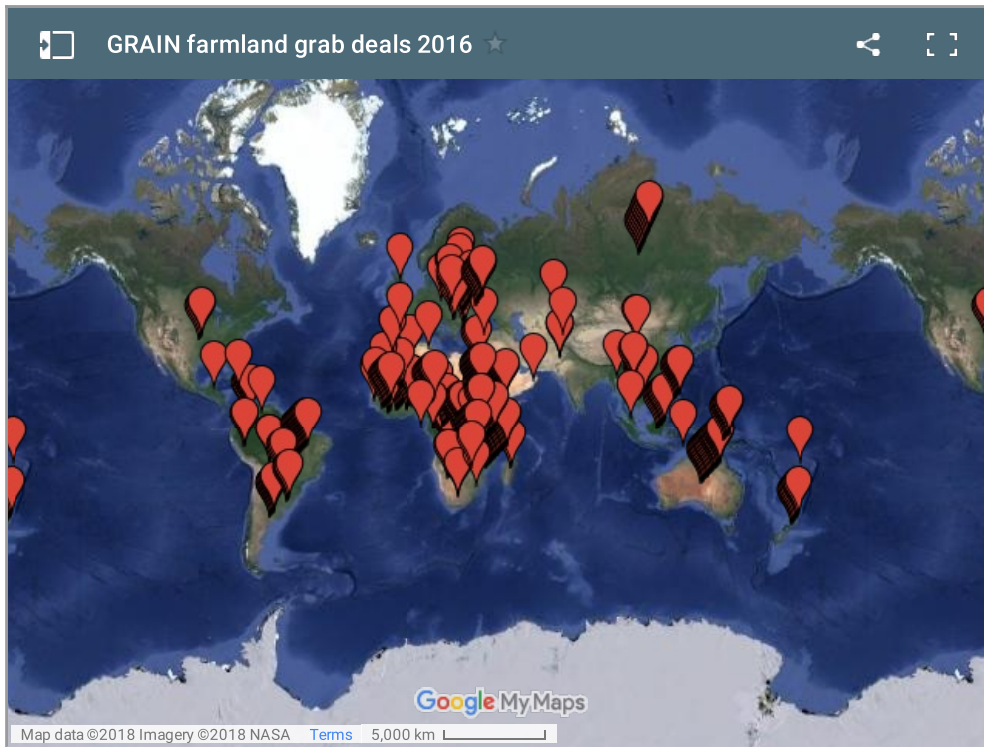 GRAIN farmland grab deals 2016
Google My Maps
Map data ©2018 Imagery ©2018 NASA Terms 5,000 km